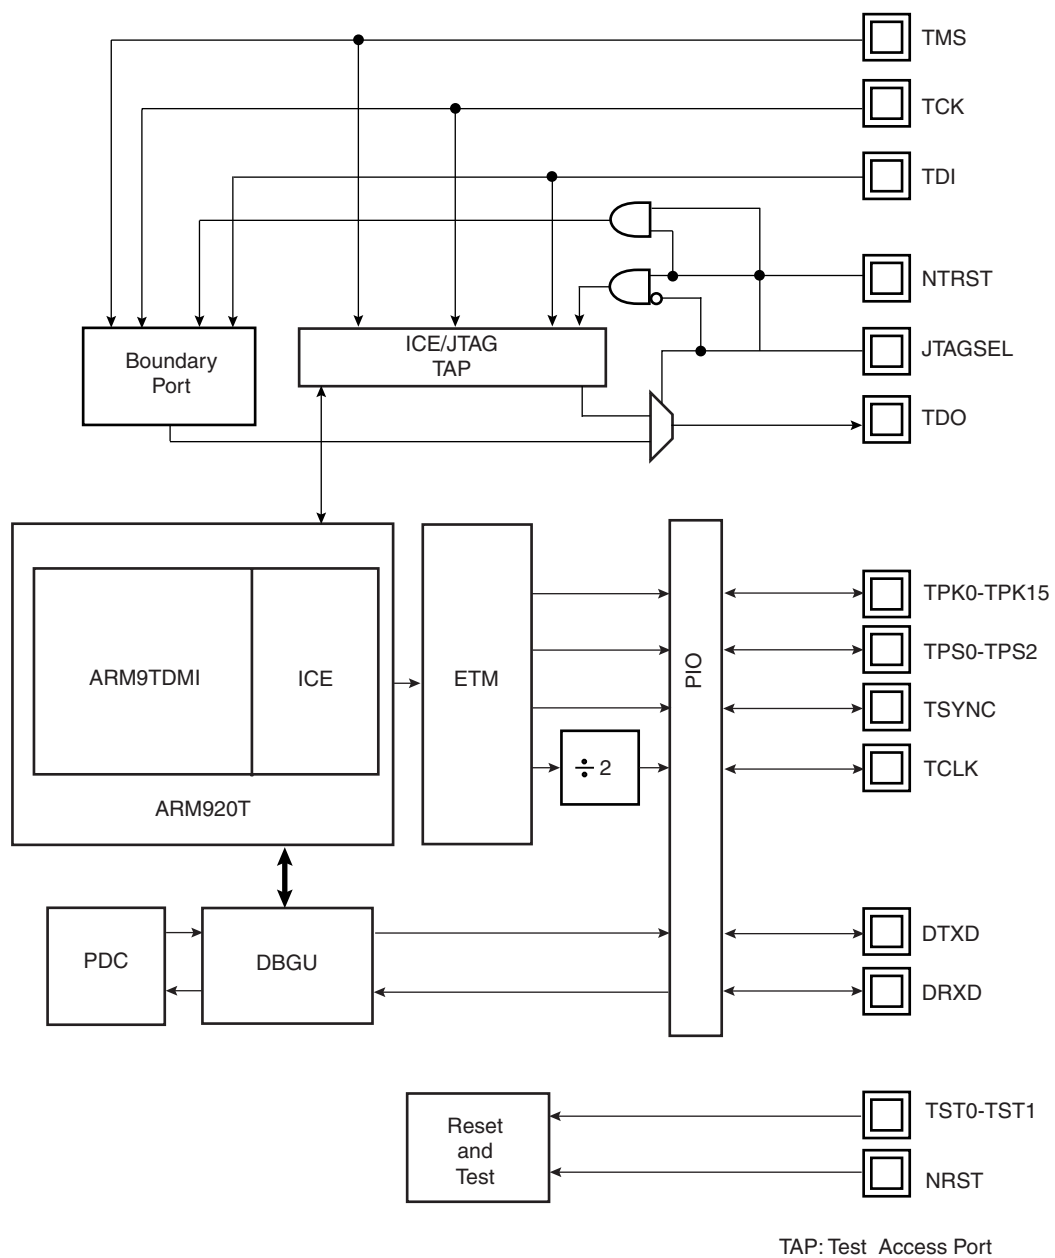 TMS
TCK
TDI
NTRST
JTAGSEL
TDO
Boundary
Port
ICE/JTAG
TAP
ARM9TDMI
ICE
ARM920T
ETM
÷ 2
PIO
TPK0-TPK15
TPS0-TPS2
TSYNC
TCLK
PDC
DBGU
DTXD
DRXD
Reset
and
Test
TST0-TST1
NRST
TAP: Test Access Port